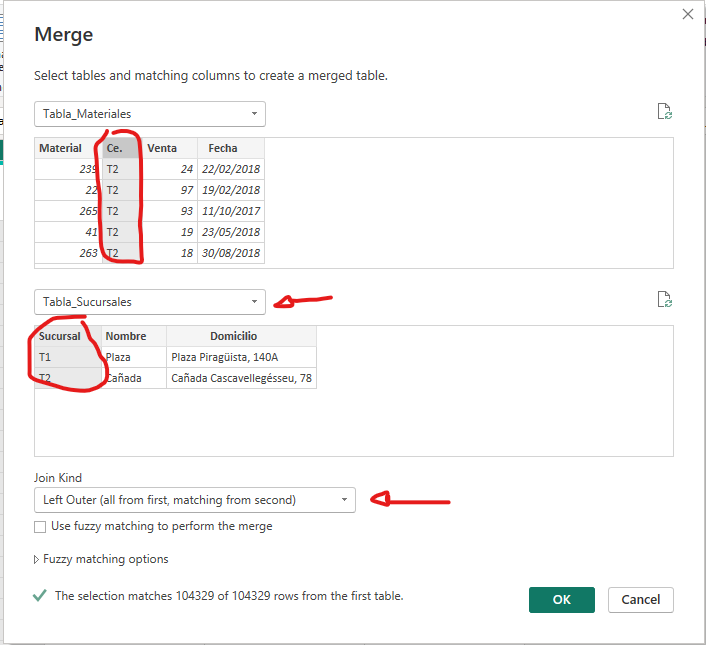 Merge
Select tables and matching columns to create a merged table.
Tabla_Materiales
Material Ce. Venta Fecha
239 T2 24 22/02/2018
22 T2 97 19/02/2018
265 T2 93 11/10/2017
41 T2 19 23/05/2018
263 T2 18 30/08/2018
Tabla_Sucursales
Sucursal Nombre Domicilio
T1 Plaza Plaza Piragüista, 140A
T2 Cañada Cañada Cascavellegésseu, 78
Join Kind
Left Outer (all from first, matching from second)
Use fuzzy matching to perform the merge
Fuzzy matching options
The selection matches 104329 of 104329 rows from the first table.
OK Cancel